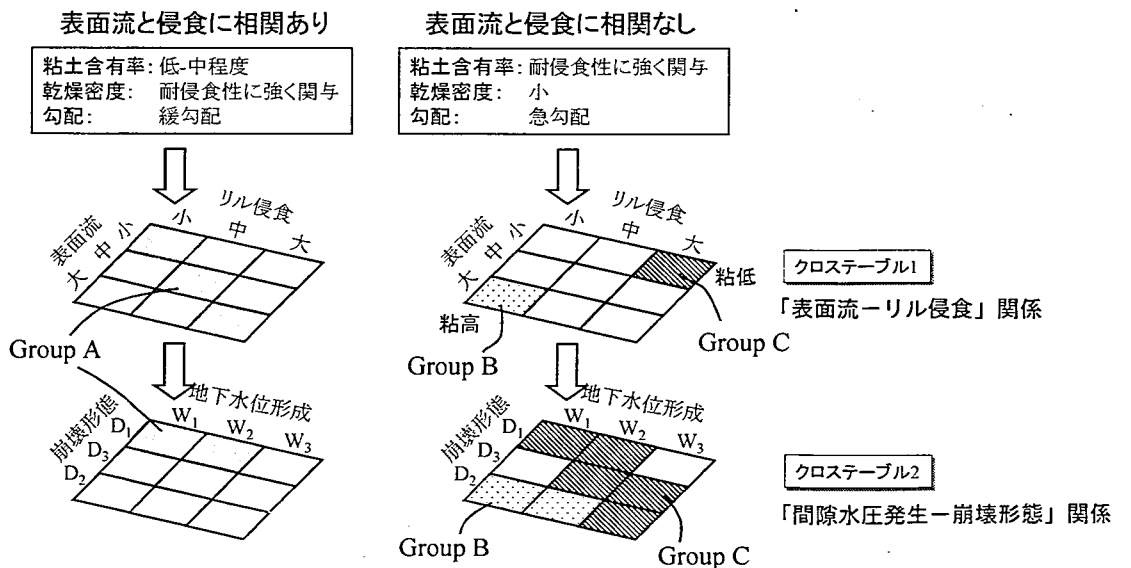 表面流と侵食に相関あり
粘土含有率: 低-中程度
乾燥密度: 耐侵食性に強く関与
勾配: 緩勾配
表面流と侵食に相関なし
粘土含有率: 耐侵食性に強く関与
乾燥密度: 小
勾配: 急勾配
リル侵食
小 中 大
表面流
小 中 大
Group A
リル侵食
小 中 大
表面流
小 中 大
粘低
粘高
Group B
Group C
クロステーブル1
「表面流ーリル侵食」関係
地下水位形成
W1 W2 W3
崩壊形態
D1
D3
D2
地下水位形成
W1 W2 W3
崩壊形態
D1
D3
D2
Group B
Group C
クロステーブル2
「間隙水圧発生ー崩壊形態」関係